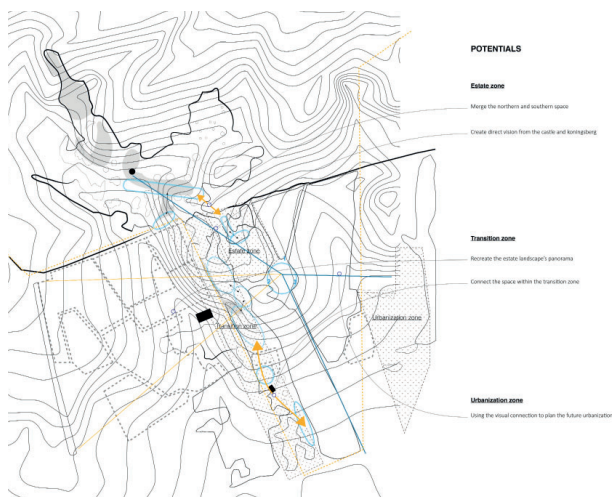 POTENTIALS
Estate zone
Merge the northern and southern space
Create direct vision from the castle and koningsberg
Estate zone
Transition zone
Recreate the estate landscape's panorama
Connect the space within the transition zone
Urbanization zone
Transition zone
Urbanization zone
Using the visual connection to plan the future urbanization